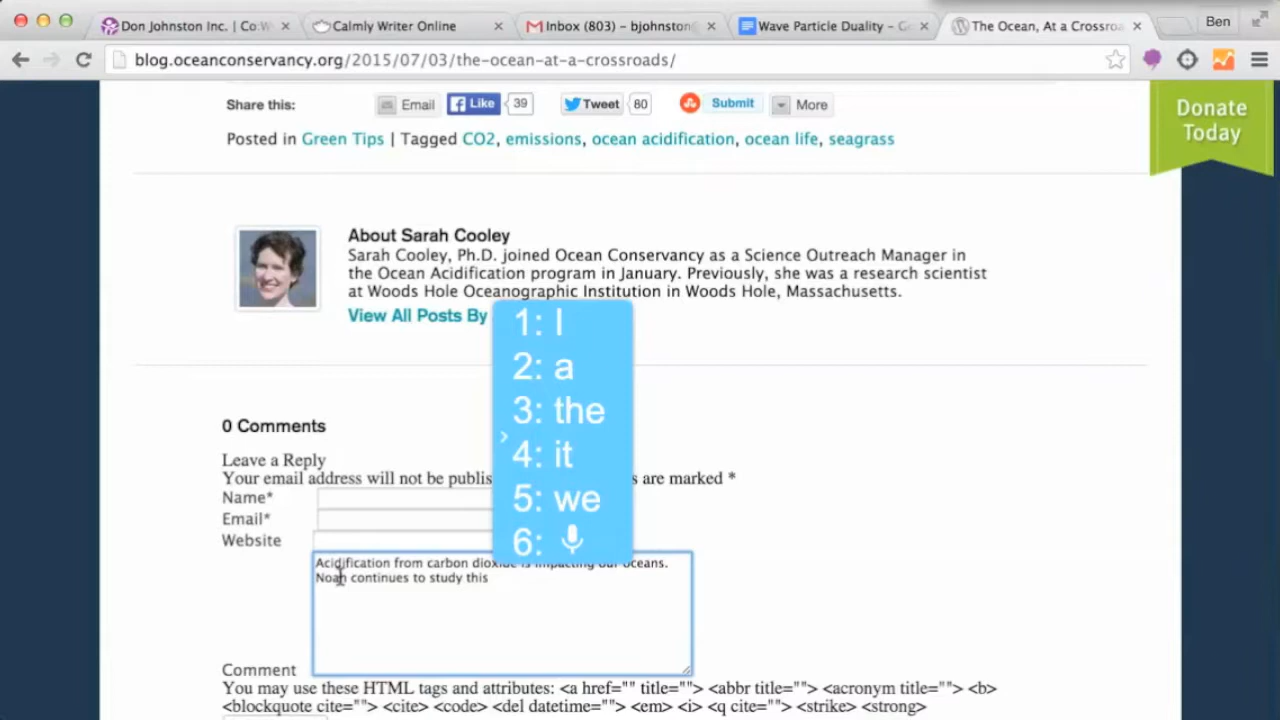 Don Johnston Inc. | Co:W
Calmly Writer Online
Inbox (803) – bjohnston
Wave Particle Duality – G
The Ocean, At a Crossroa
Ben
blog.oceanconservancy.org/2015/07/03/the-ocean-at-a-crossroads/
Donate
Today
Share this: Email Like 39 Tweet 80 Submit More
Posted in Green Tips | Tagged CO2, emissions, ocean acidification, ocean life, seagrass
About Sarah Cooley
Sarah Cooley, Ph.D. joined Ocean Conservancy as a Science Outreach Manager in
the Ocean Acidification program in January. Previously, she was a research scientist
at Woods Hole Oceanographic Institution in Woods Hole, Massachusetts.
View All Posts By
1: I
2: a
3: the
4: it
5: we
6:
0 Comments
Leave a Reply
Your email address will not be publis s are marked *
Name*
Email*
Website
Acidification from carbon dioxide is impacting our oceans.
Noah continues to study this
Comment
You may use these HTML tags and attributes: <a href="" title=""> <abbr title=""> <acronym title=""> <b>
<blockquote cite=""> <cite> <code> <del datetime=""> <em> <i> <q cite=""> <strike> <strong>